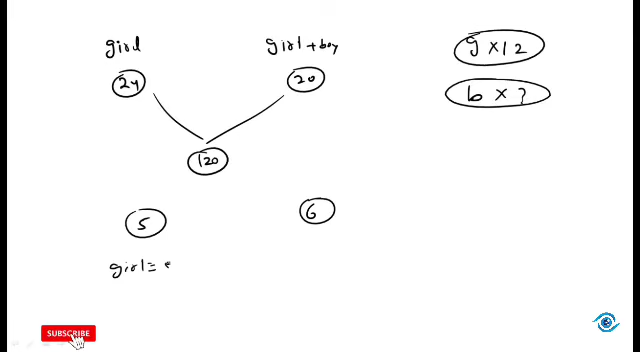 girl
girl + boy
g x 12
24
20
b x ?
120
5
6
girl =
SUBSCRIBE